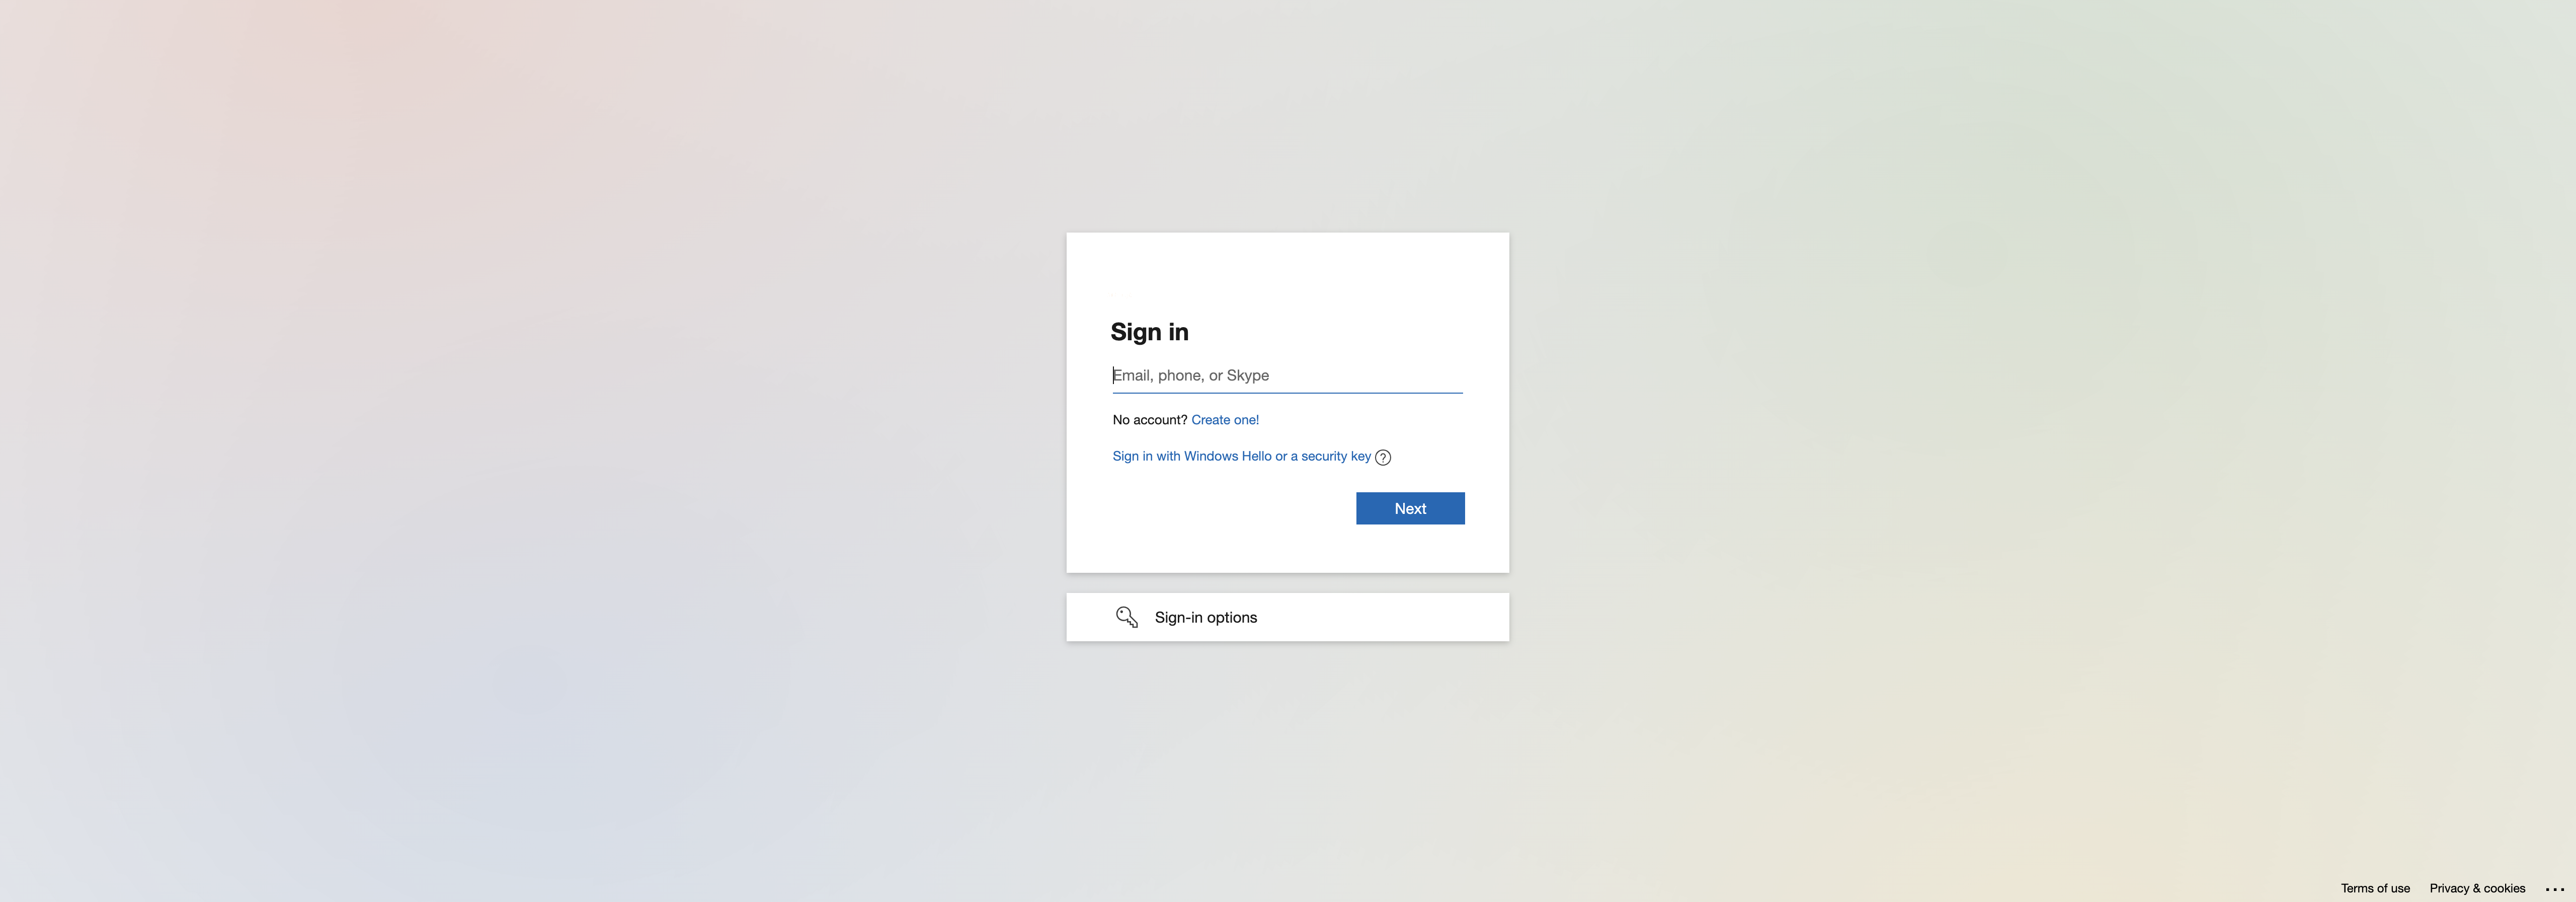 Sign in
Email, phone, or Skype
No account? Create one!
Sign in with Windows Hello or a security key ?
Next
Sign-in options
Terms of use Privacy & cookies ...